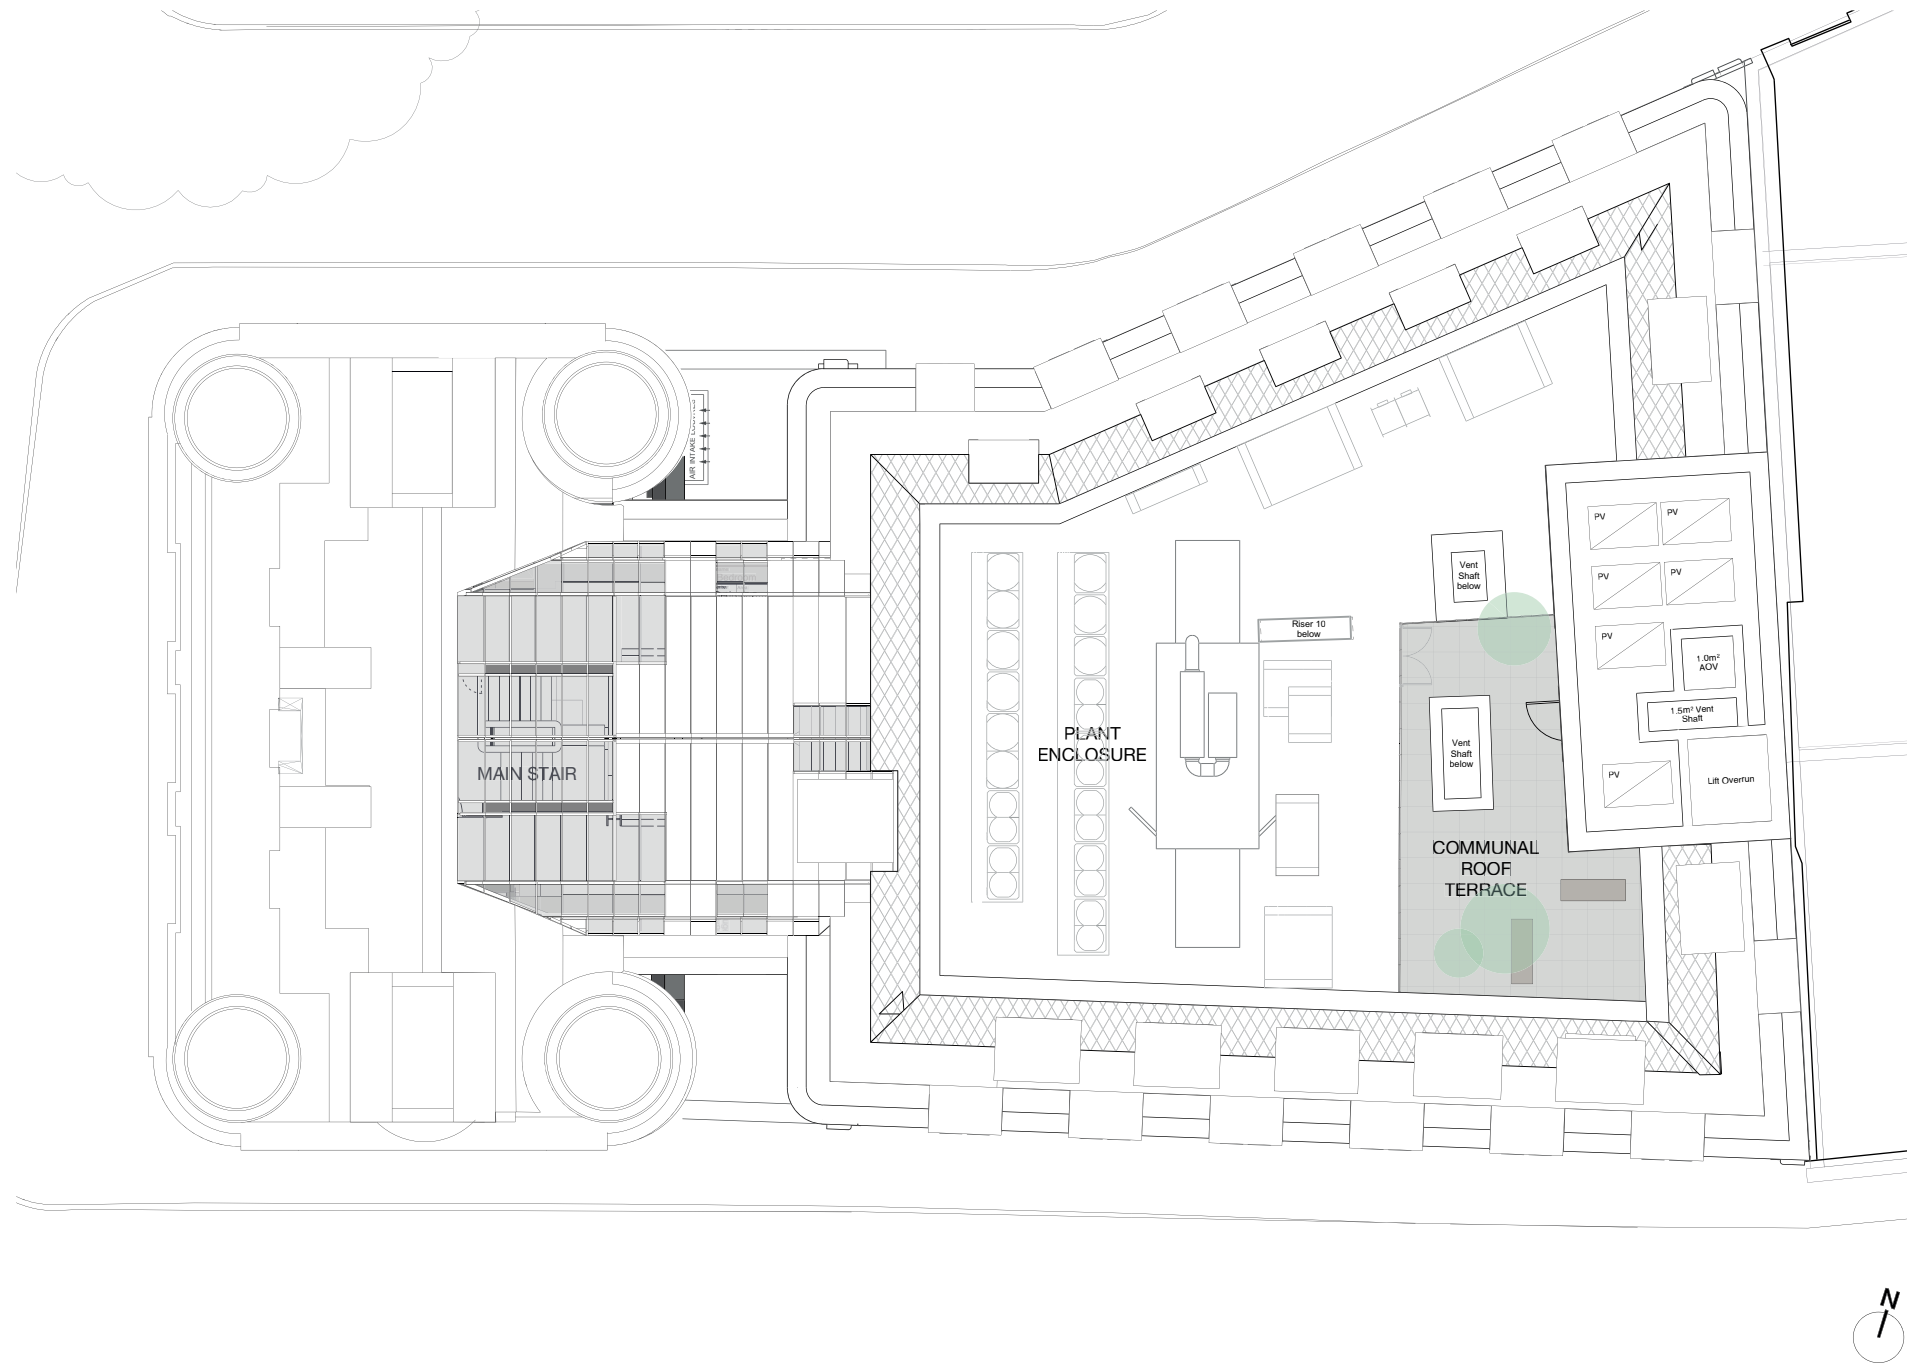 AIR INTAKE LOUVRES
PV
PV
Vent
Shaft
below
PV
PV
Riser 10
below
PV
1.0m²
AOV
1.5m² Vent
Shaft
PLANT
ENCLOSURE
Vent
Shaft
below
MAIN STAIR
PV
Lift Overrun
COMMUNAL
ROOF
TERRACE
N